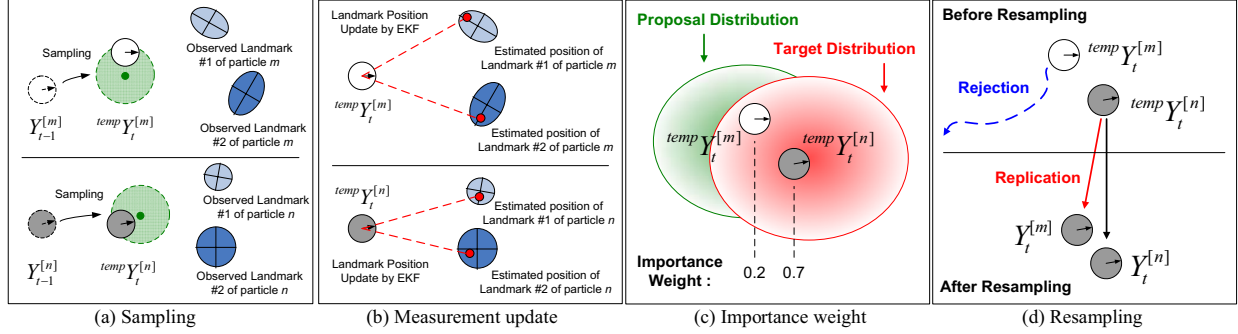 Sampling
Y_{t-1}^{[m]}
^{temp}Y_t^{[m]}
Observed Landmark
#1 of particle m
Observed Landmark
#2 of particle m
Sampling
Y_{t-1}^{[n]}
^{temp}Y_t^{[n]}
Observed Landmark
#1 of particle n
Observed Landmark
#2 of particle n
(a) Sampling
Landmark Position
Update by EKF
^{temp}Y_t^{[m]}
Estimated position of
Landmark #1 of particle m
Estimated position of
Landmark #2 of particle m
^{temp}Y_t^{[n]}
Landmark Position
Update by EKF
Estimated position of
Landmark #1 of particle n
Estimated position of
Landmark #2 of particle n
(b) Measurement update
Proposal Distribution
Target Distribution
^{temp}Y_t^{[m]}
^{temp}Y_t^{[n]}
Importance
Weight :
0.2
0.7
(c) Importance weight
Before Resampling
^{temp}Y_t^{[m]}
Rejection
^{temp}Y_t^{[n]}
Replication
Y_t^{[m]}
Y_t^{[n]}
After Resampling
(d) Resampling